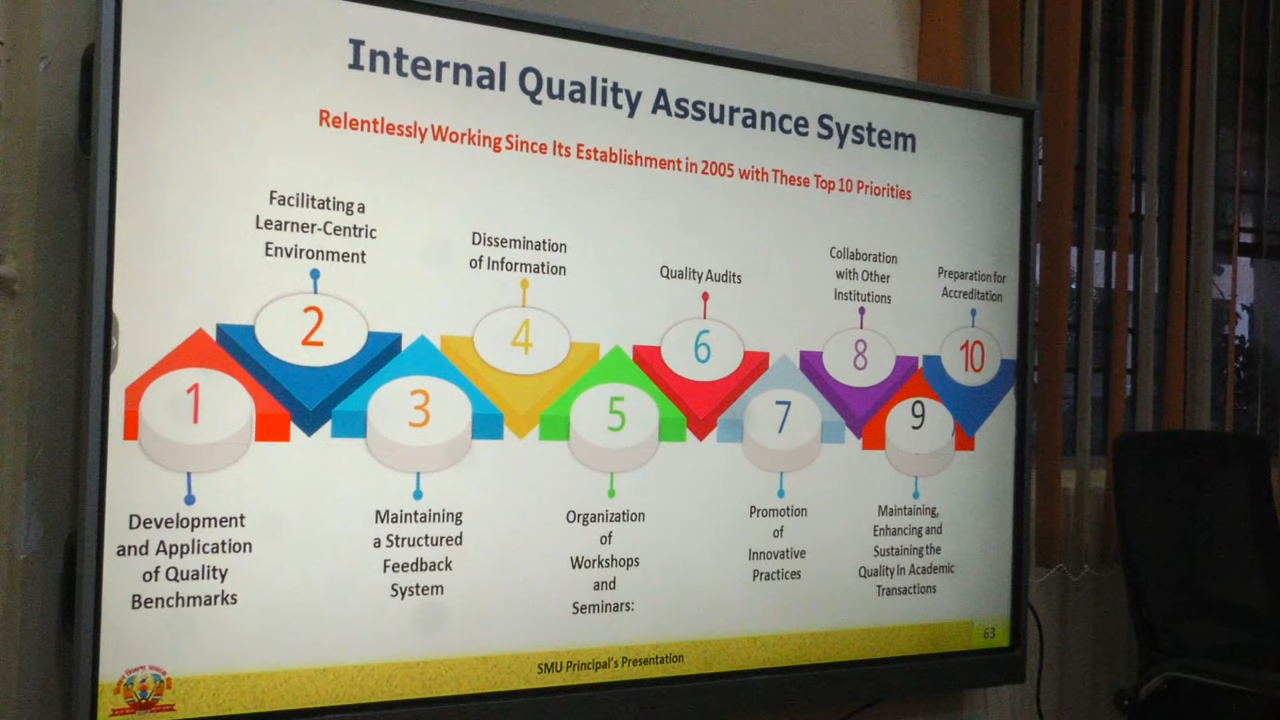 Internal Quality Assurance System
Relentlessly Working Since Its Establishment in 2005 with These Top 10 Priorities
1
Development
and Application
of Quality
Benchmarks
2
Facilitating a
Learner-Centric
Environment
3
Maintaining
a Structured
Feedback
System
4
Dissemination
of Information
5
Organization
of
Workshops
and
Seminars:
6
Quality Audits
7
Promotion
of
Innovative
Practices
8
Collaboration
with Other
Institutions
9
Maintaining,
Enhancing and
Sustaining the
Quality In Academic
Transactions
10
Preparation for
Accreditation
SMU Principal's Presentation
63